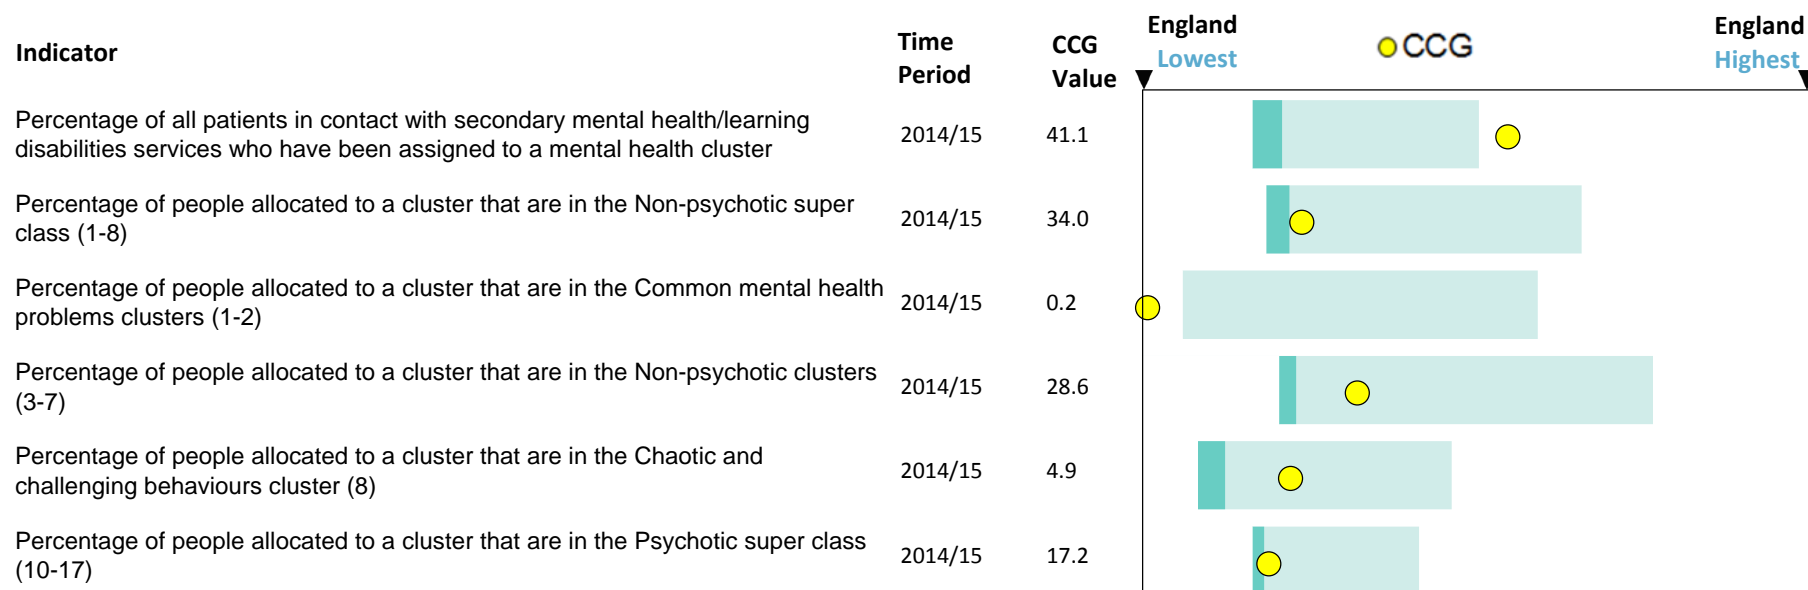 Indicator
Time
Period
CCG
Value
England
Lowest
CCG
England
Highest
Percentage of all patients in contact with secondary mental health/learning
disabilities services who have been assigned to a mental health cluster
2014/15
41.1
Percentage of people allocated to a cluster that are in the Non-psychotic super
class (1-8)
2014/15
34.0
Percentage of people allocated to a cluster that are in the Common mental health
problems clusters (1-2)
2014/15
0.2
Percentage of people allocated to a cluster that are in the Non-psychotic clusters
(3-7)
2014/15
28.6
Percentage of people allocated to a cluster that are in the Chaotic and
challenging behaviours cluster (8)
2014/15
4.9
Percentage of people allocated to a cluster that are in the Psychotic super class
(10-17)
2014/15
17.2